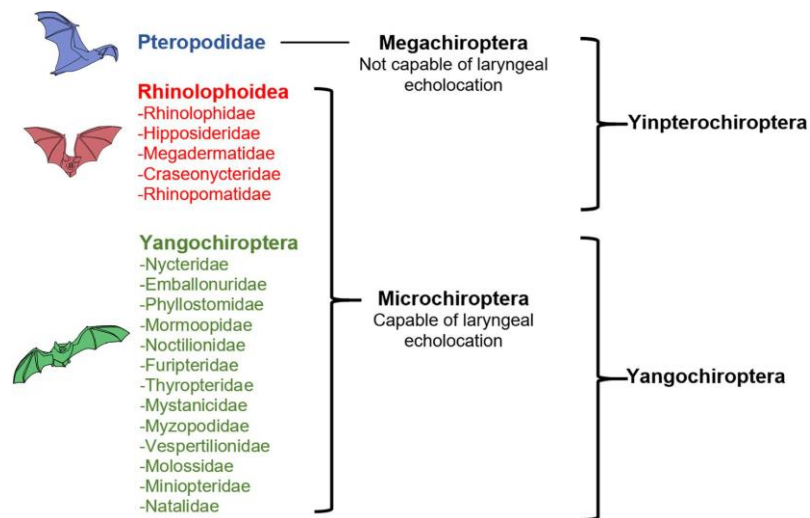 Pteropodidae
Megachiroptera
Not capable of laryngeal
echolocation
Rhinolophoidea
-Rhinolophidae
-Hipposideridae
-Megadermatidae
-Craseonycteridae
-Rhinopomatidae
Yinpterochiroptera
Yangochiroptera
-Nycteridae
-Emballonuridae
-Phyllostomidae
-Mormoopidae
-Noctilionidae
-Furipteridae
-Thyropteridae
-Mystanicidae
-Myzopodidae
-Vespertilionidae
-Molossidae
-Miniopteridae
-Natalidae
Microchiroptera
Capable of laryngeal
echolocation
Yangochiroptera